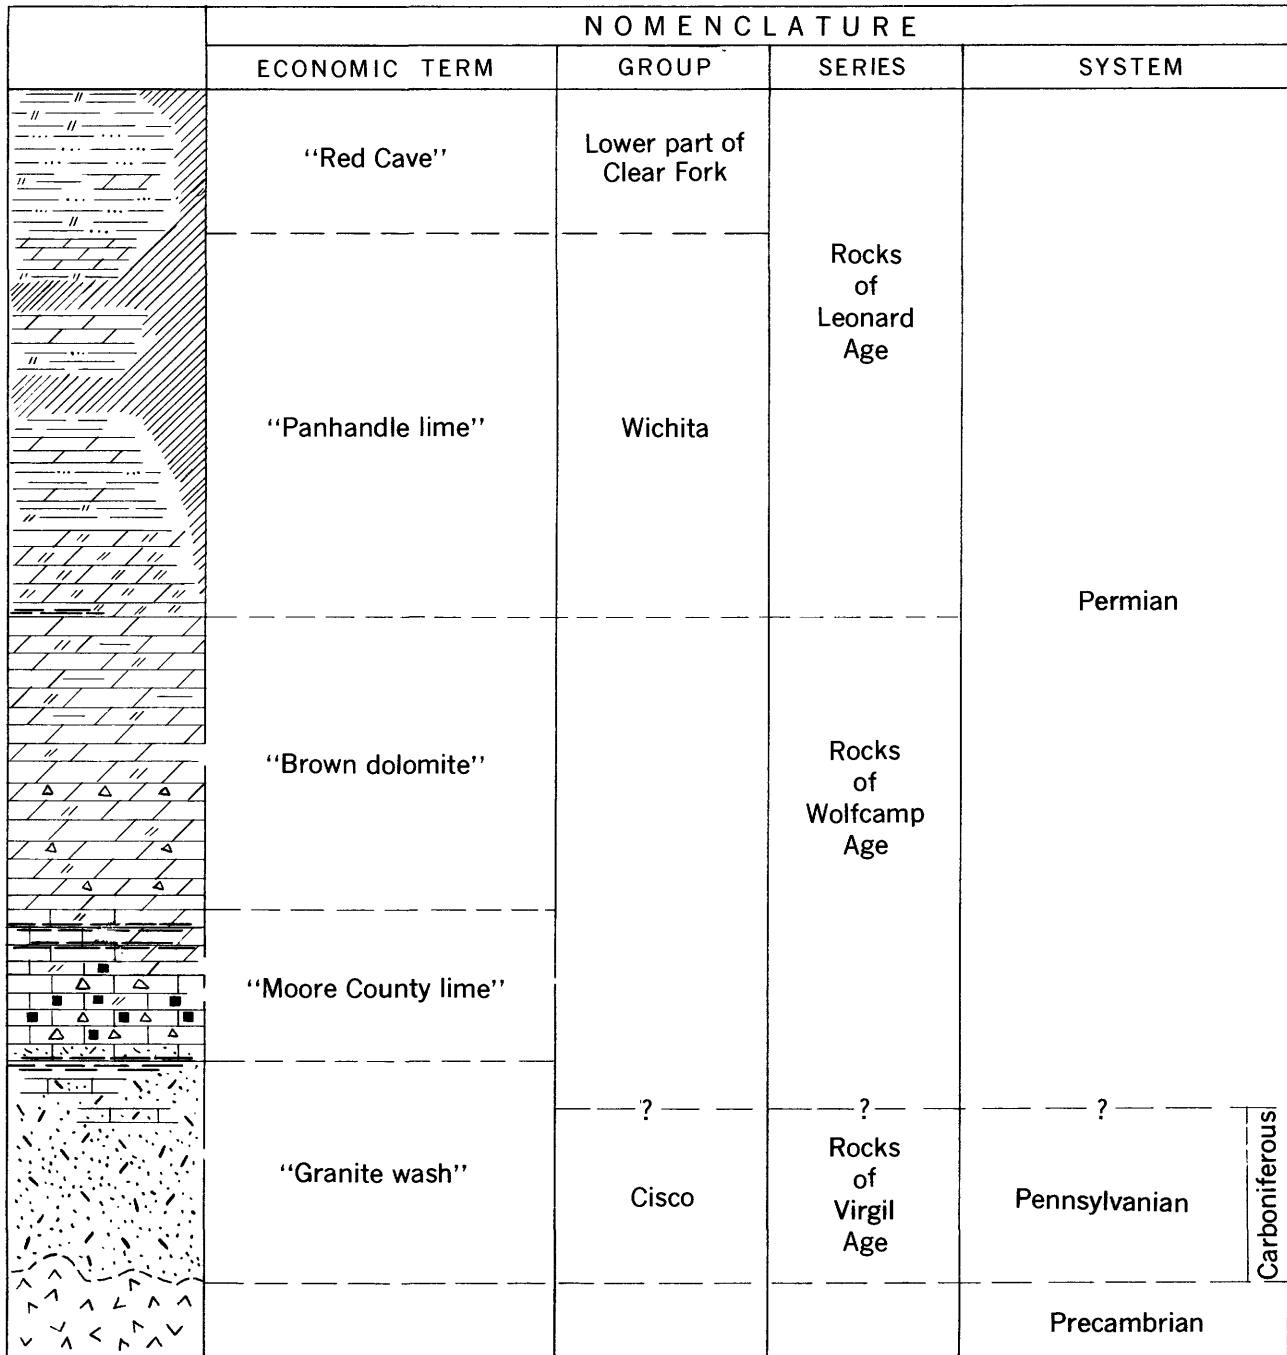 NOMENCLATURE
ECONOMIC TERM
GROUP
SERIES
SYSTEM
“Red Cave”
Lower part of
Clear Fork
Rocks
of
Leonard
Age
“Panhandle lime”
Wichita
Permian
“Brown dolomite”
Rocks
of
Wolfcamp
Age
“Moore County lime”
?
?
?
“Granite wash”
Cisco
Rocks
of
Virgil
Age
Pennsylvanian
Carboniferous
Precambrian